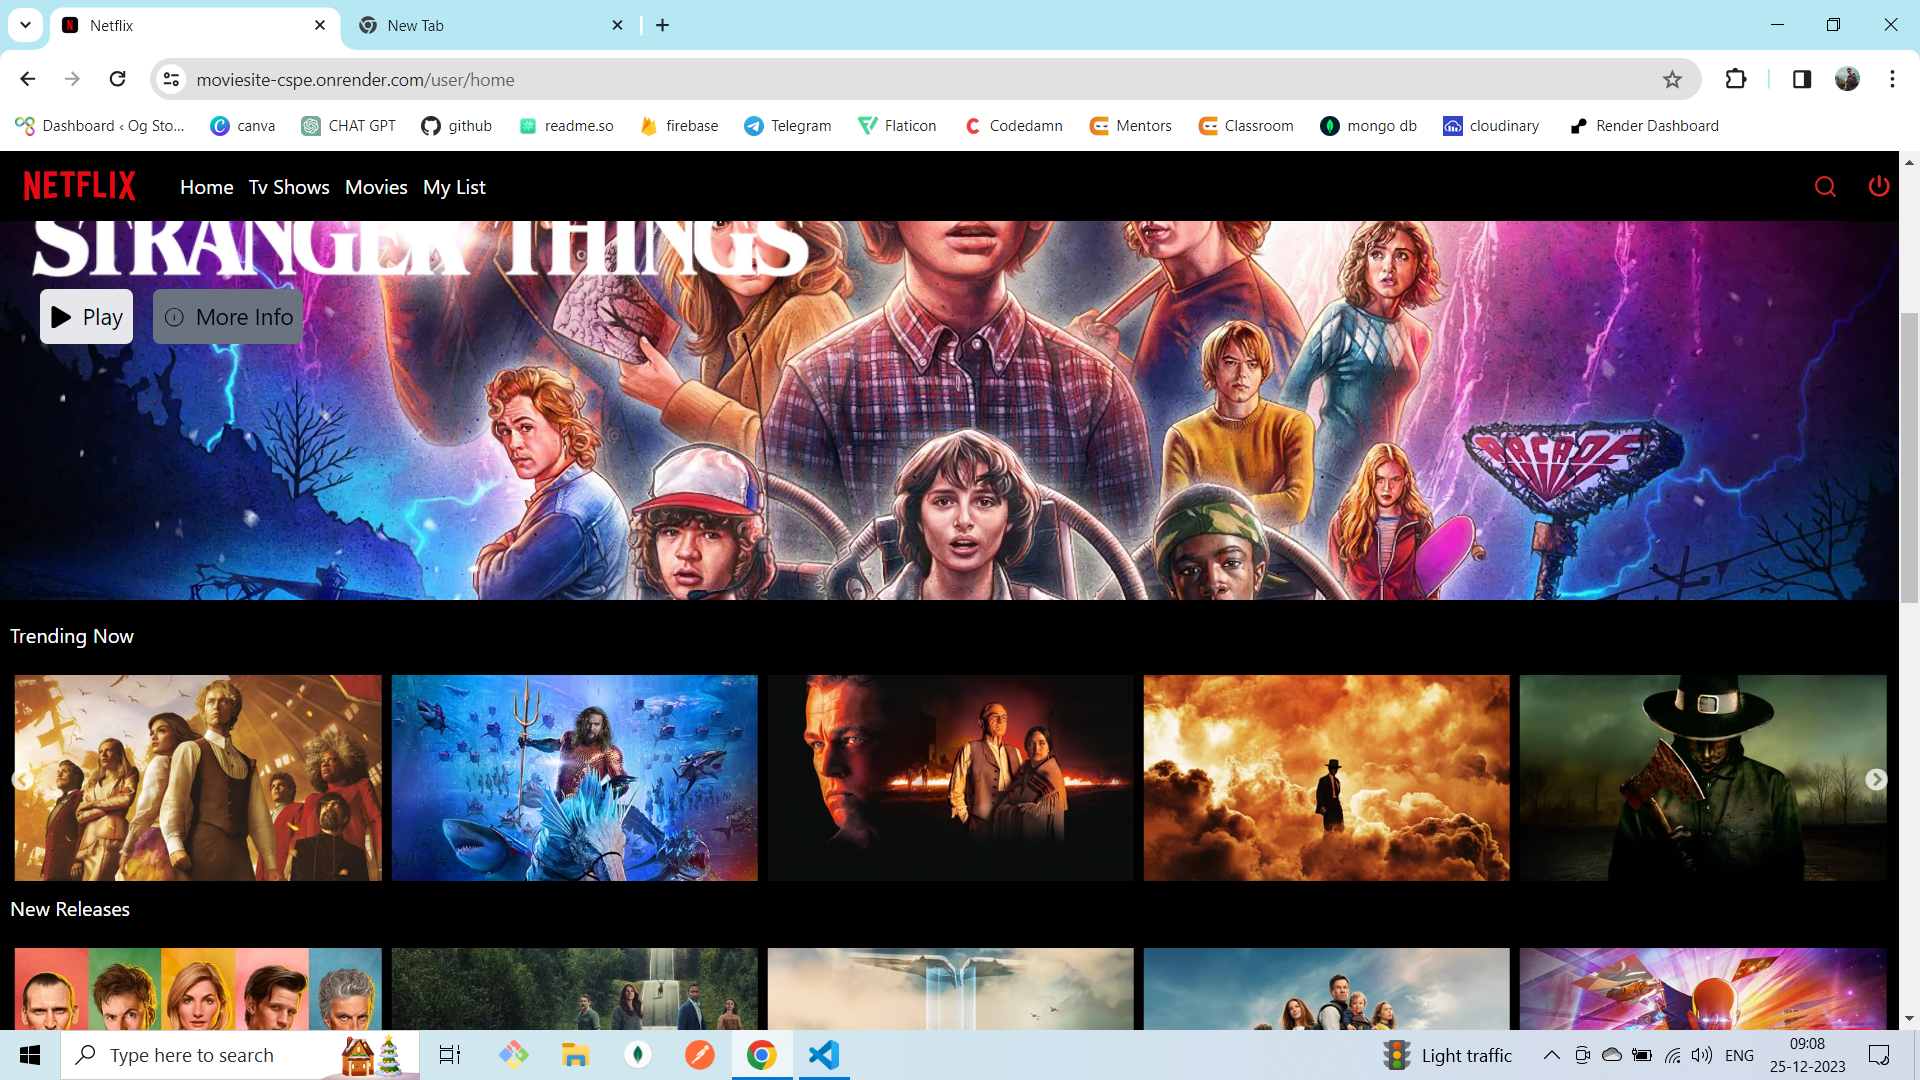 Netflix
New Tab
moviesite-cspe.onrender.com/user/home
Dashboard ‹ Og Sto...
canva
CHAT GPT
github
readme.so
firebase
Telegram
Flaticon
Codedamn
Mentors
Classroom
mongo db
cloudinary
Render Dashboard
NETFLIX
Home
Tv Shows
Movies
My List
STRANGER THINGS
Play
More Info
ARCADE
Trending Now
New Releases
Type here to search
Light traffic
ENG
09:08
25-12-2023